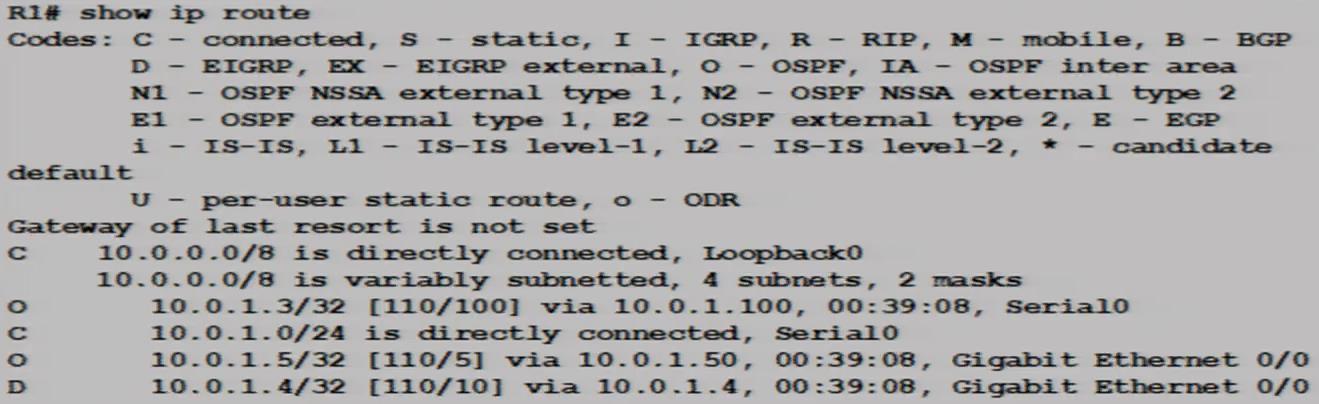 R1# show ip route
Codes: C - connected, S - static, I - IGRP, R - RIP, M - mobile, B - BGP
D - EIGRP, EX - EIGRP external, O - OSPF, IA - OSPF inter area
N1 - OSPF NSSA external type 1, N2 - OSPF NSSA external type 2
E1 - OSPF external type 1, E2 - OSPF external type 2, E - EGP
i - IS-IS, L1 - IS-IS level-1, L2 - IS-IS level-2, * - candidate
default
U - per-user static route, o - ODR
Gateway of last resort is not set
C 10.0.0.0/8 is directly connected, Loopback0
10.0.0.0/8 is variably subnetted, 4 subnets, 2 masks
O 10.0.1.3/32 [110/100] via 10.0.1.100, 00:39:08, Serial0
C 10.0.1.0/24 is directly connected, Serial0
O 10.0.1.5/32 [110/5] via 10.0.1.50, 00:39:08, Gigabit Ethernet 0/0
D 10.0.1.4/32 [110/10] via 10.0.1.4, 00:39:08, Gigabit Ethernet 0/0